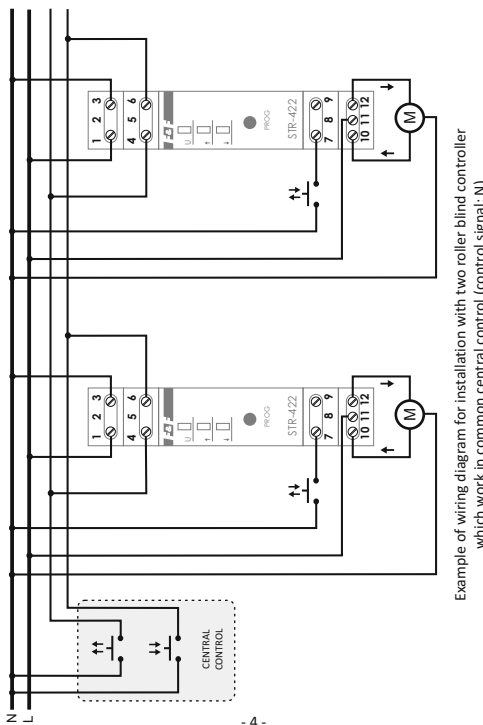 N
L
CENTRAL
CONTROL
1 2 3
4 5 6
F&F
U
PROG
STR-422
7 8 9
10 11 12
M
1 2 3
4 5 6
F&F
U
PROG
STR-422
7 8 9
10 11 12
M
Example of wiring diagram for installation with two roller blind controller
which work in common central control (control signal: N)
- 4 -